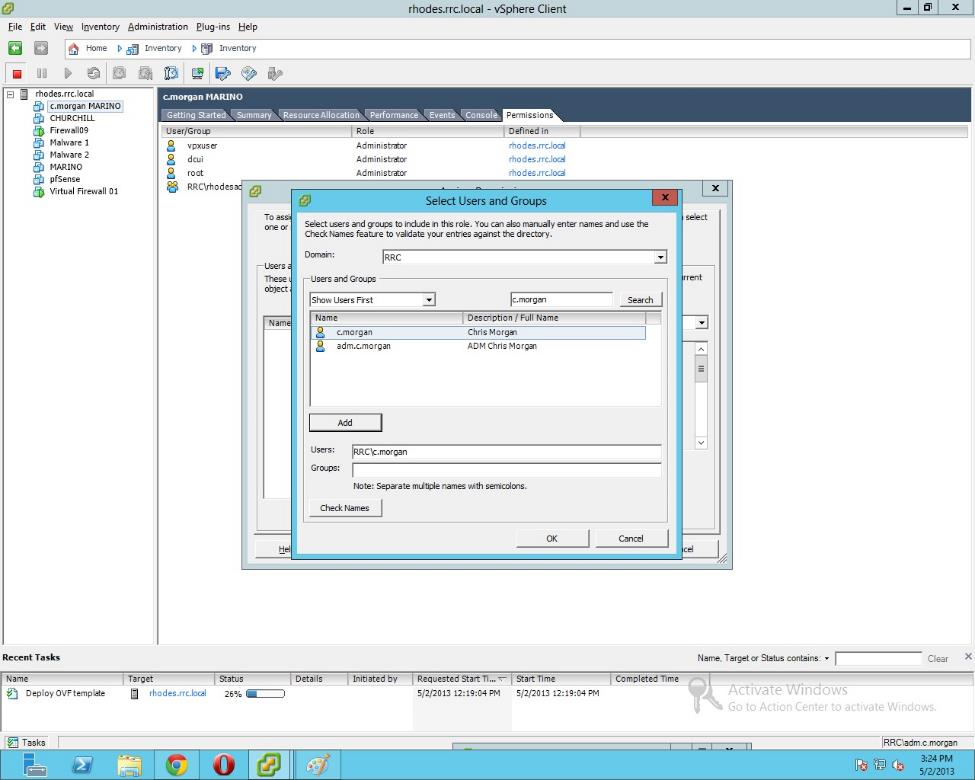 rhodes.rrc.local - vSphere Client
File Edit View Inventory Administration Plug-ins Help
Home Inventory Inventory
rhodes.rrc.local
c.morgan MARINO
CHURCHILL
Firewall09
Malware 1
Malware 2
MARINO
pfSense
Virtual Firewall 01
c.morgan MARINO
Getting Started Summary Resource Allocation Performance Events Console Permissions
User/Group Role Defined in
vpxuser Administrator rhodes.rrc.local
dcui Administrator rhodes.rrc.local
root Administrator rhodes.rrc.local
RRC\rhodesac
To assi
one or
select
Users a
These u
object a
rrent
Name
Hel
cel
Select Users and Groups
Select users and groups to include in this role. You can also manually enter names and use the
Check Names feature to validate your entries against the directory.
Domain: RRC
Users and Groups
Show Users First c.morgan Search
Name Description / Full Name
c.morgan Chris Morgan
adm.c.morgan ADM Chris Morgan
Add
Users: RRC\c.morgan
Groups:
Note: Separate multiple names with semicolons.
Check Names
OK Cancel
Recent Tasks Name, Target or Status contains: Clear
Name Target Status Details Initiated by Requested Start Ti... Start Time Completed Time
Deploy OVF template rhodes.rrc.local 26% 5/2/2013 12:19:04 PM 5/2/2013 12:19:04 PM
Activate Windows
Go to Action Center to activate Windows.
Tasks RRC\adm.c.morgan
3:24 PM
5/2/2013